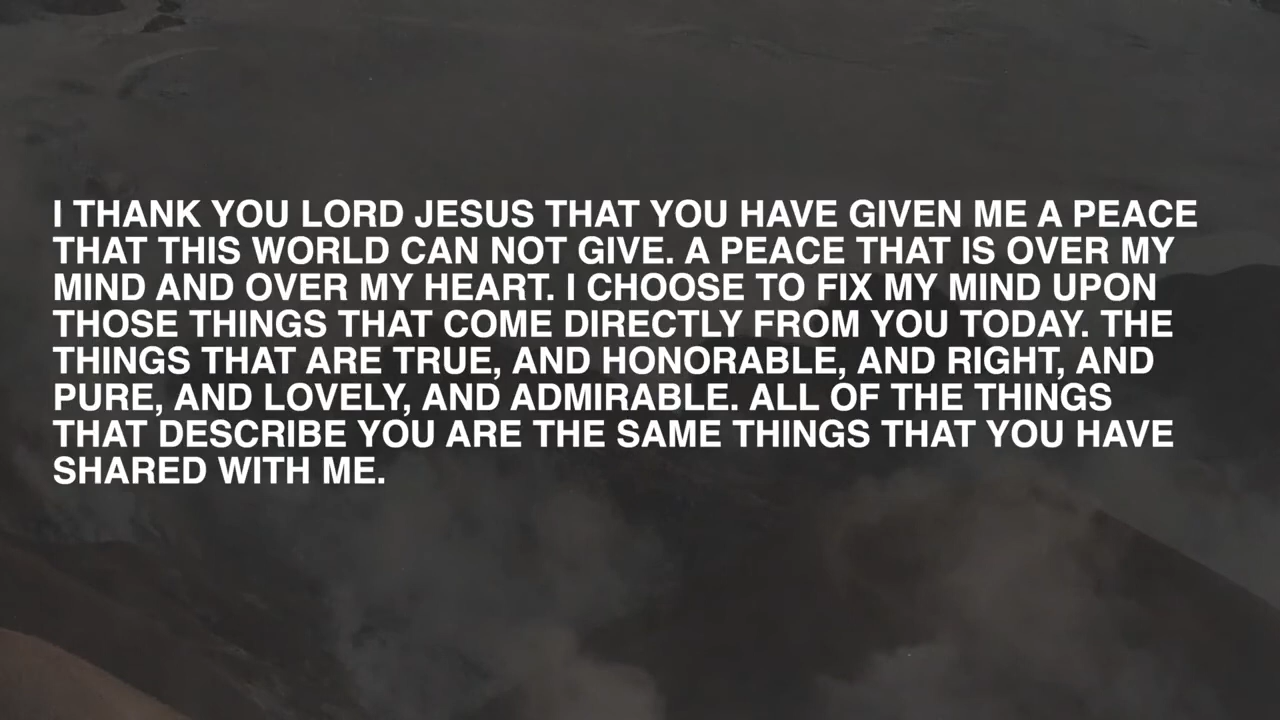 I THANK YOU LORD JESUS THAT YOU HAVE GIVEN ME A PEACE
THAT THIS WORLD CAN NOT GIVE. A PEACE THAT IS OVER MY
MIND AND OVER MY HEART. I CHOOSE TO FIX MY MIND UPON
THOSE THINGS THAT COME DIRECTLY FROM YOU TODAY. THE
THINGS THAT ARE TRUE, AND HONORABLE, AND RIGHT, AND
PURE, AND LOVELY, AND ADMIRABLE. ALL OF THE THINGS
THAT DESCRIBE YOU ARE THE SAME THINGS THAT YOU HAVE
SHARED WITH ME.